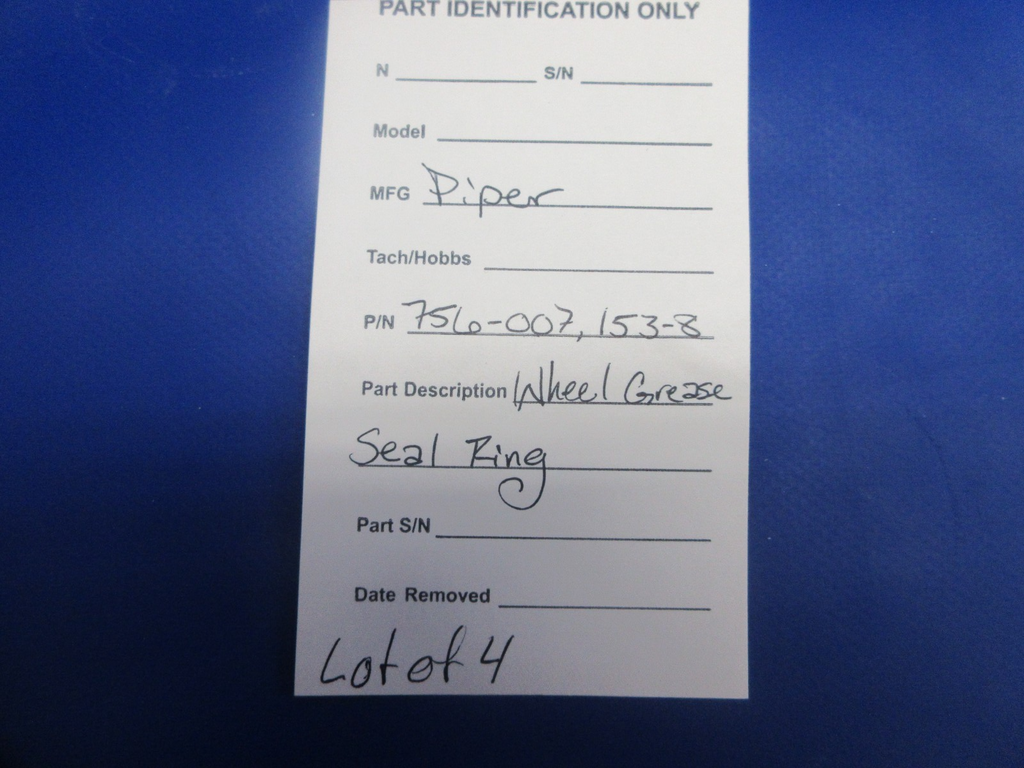 PART IDENTIFICATION ONLY
N S/N
Model
MFG Piper
Tach/Hobbs
P/N 756-007, 153-8
Part Description Wheel Grease
Seal Ring
Part S/N
Date Removed
Lot of 4